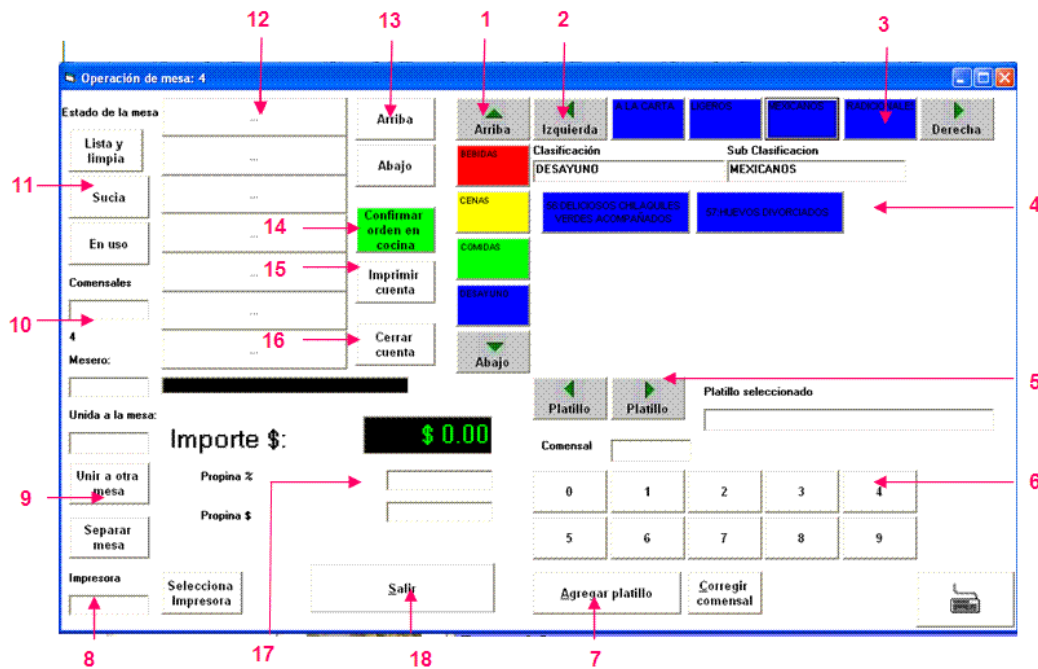 12
13
1
2
3
Operación de mesa: 4
Estado de la mesa
Lista y
limpia
11
Sucia
En uso
Comensales
10
4
Mesero:
Unida a la mesa:
Unir a otra
mesa
9
Separar
mesa
Impresora
8
...
...
...
...
...
...
...
Arriba
Abajo
Confirmar
orden en
cocina
14
Imprimir
cuenta
15
Cerrar
cuenta
16
Importe $:
$ 0.00
Propina %
Propina $
17
Selecciona
Impresora
Salir
18
Arriba
Izquierda
A LA CARTA
LIGEROS
MEXICANOS
Derecha
BEBIDAS
CENAS
COMIDAS
DESAYUNO
Abajo
Clasificación
Sub Clasificacion
DESAYUNO
MEXICANOS
56 DELICIOSOS CHILAQUILES
VERDES ACOMPAÑADOS
57 HUEVOS DIVORCIADOS
4
Platillo
Platillo
5
Platillo seleccionado
Comensal
0
1
2
3
4
6
5
6
7
8
9
Agregar platillo
Corregir
comensal
7